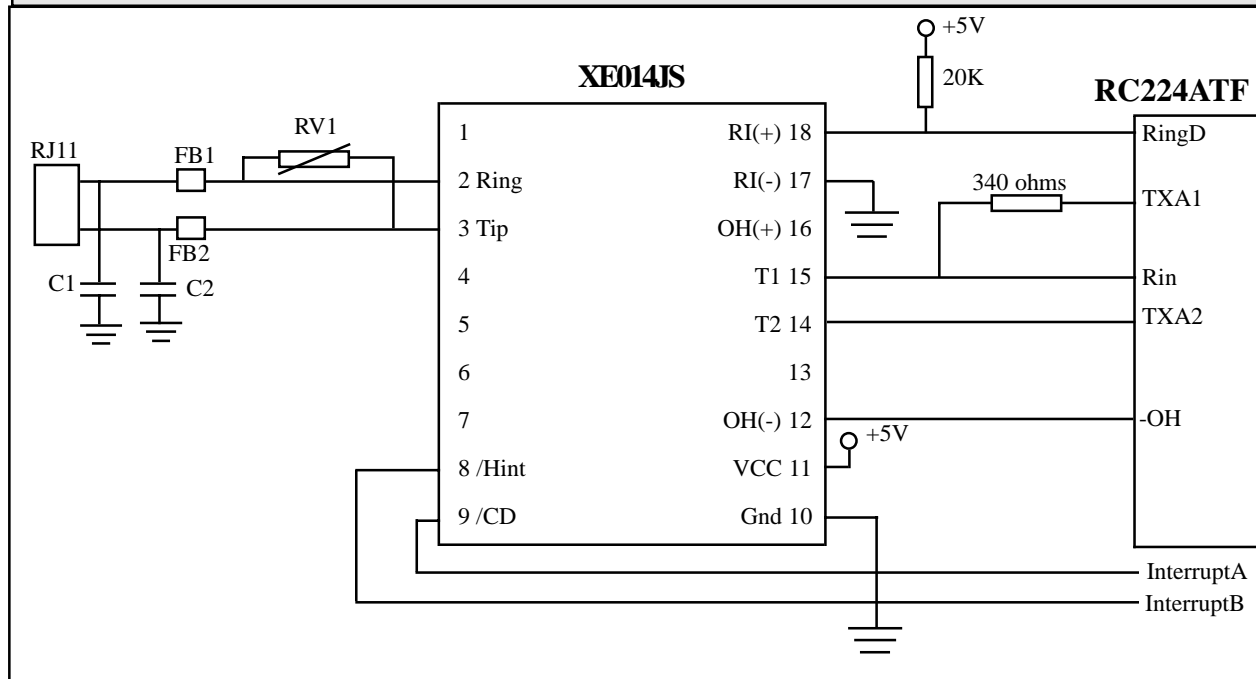 +5V
XE014JS
20K
RC224ATF
RJ11
FB1
RV1
1
RI(+) 18
RingD
2 Ring
RI(-) 17
340 ohms
TXA1
3 Tip
OH(+) 16
FB2
C1
C2
4
T1 15
Rin
5
T2 14
TXA2
6
13
7
OH(-) 12
-OH
+5V
8 /Hint
VCC 11
9 /CD
Gnd 10
InterruptA
InterruptB